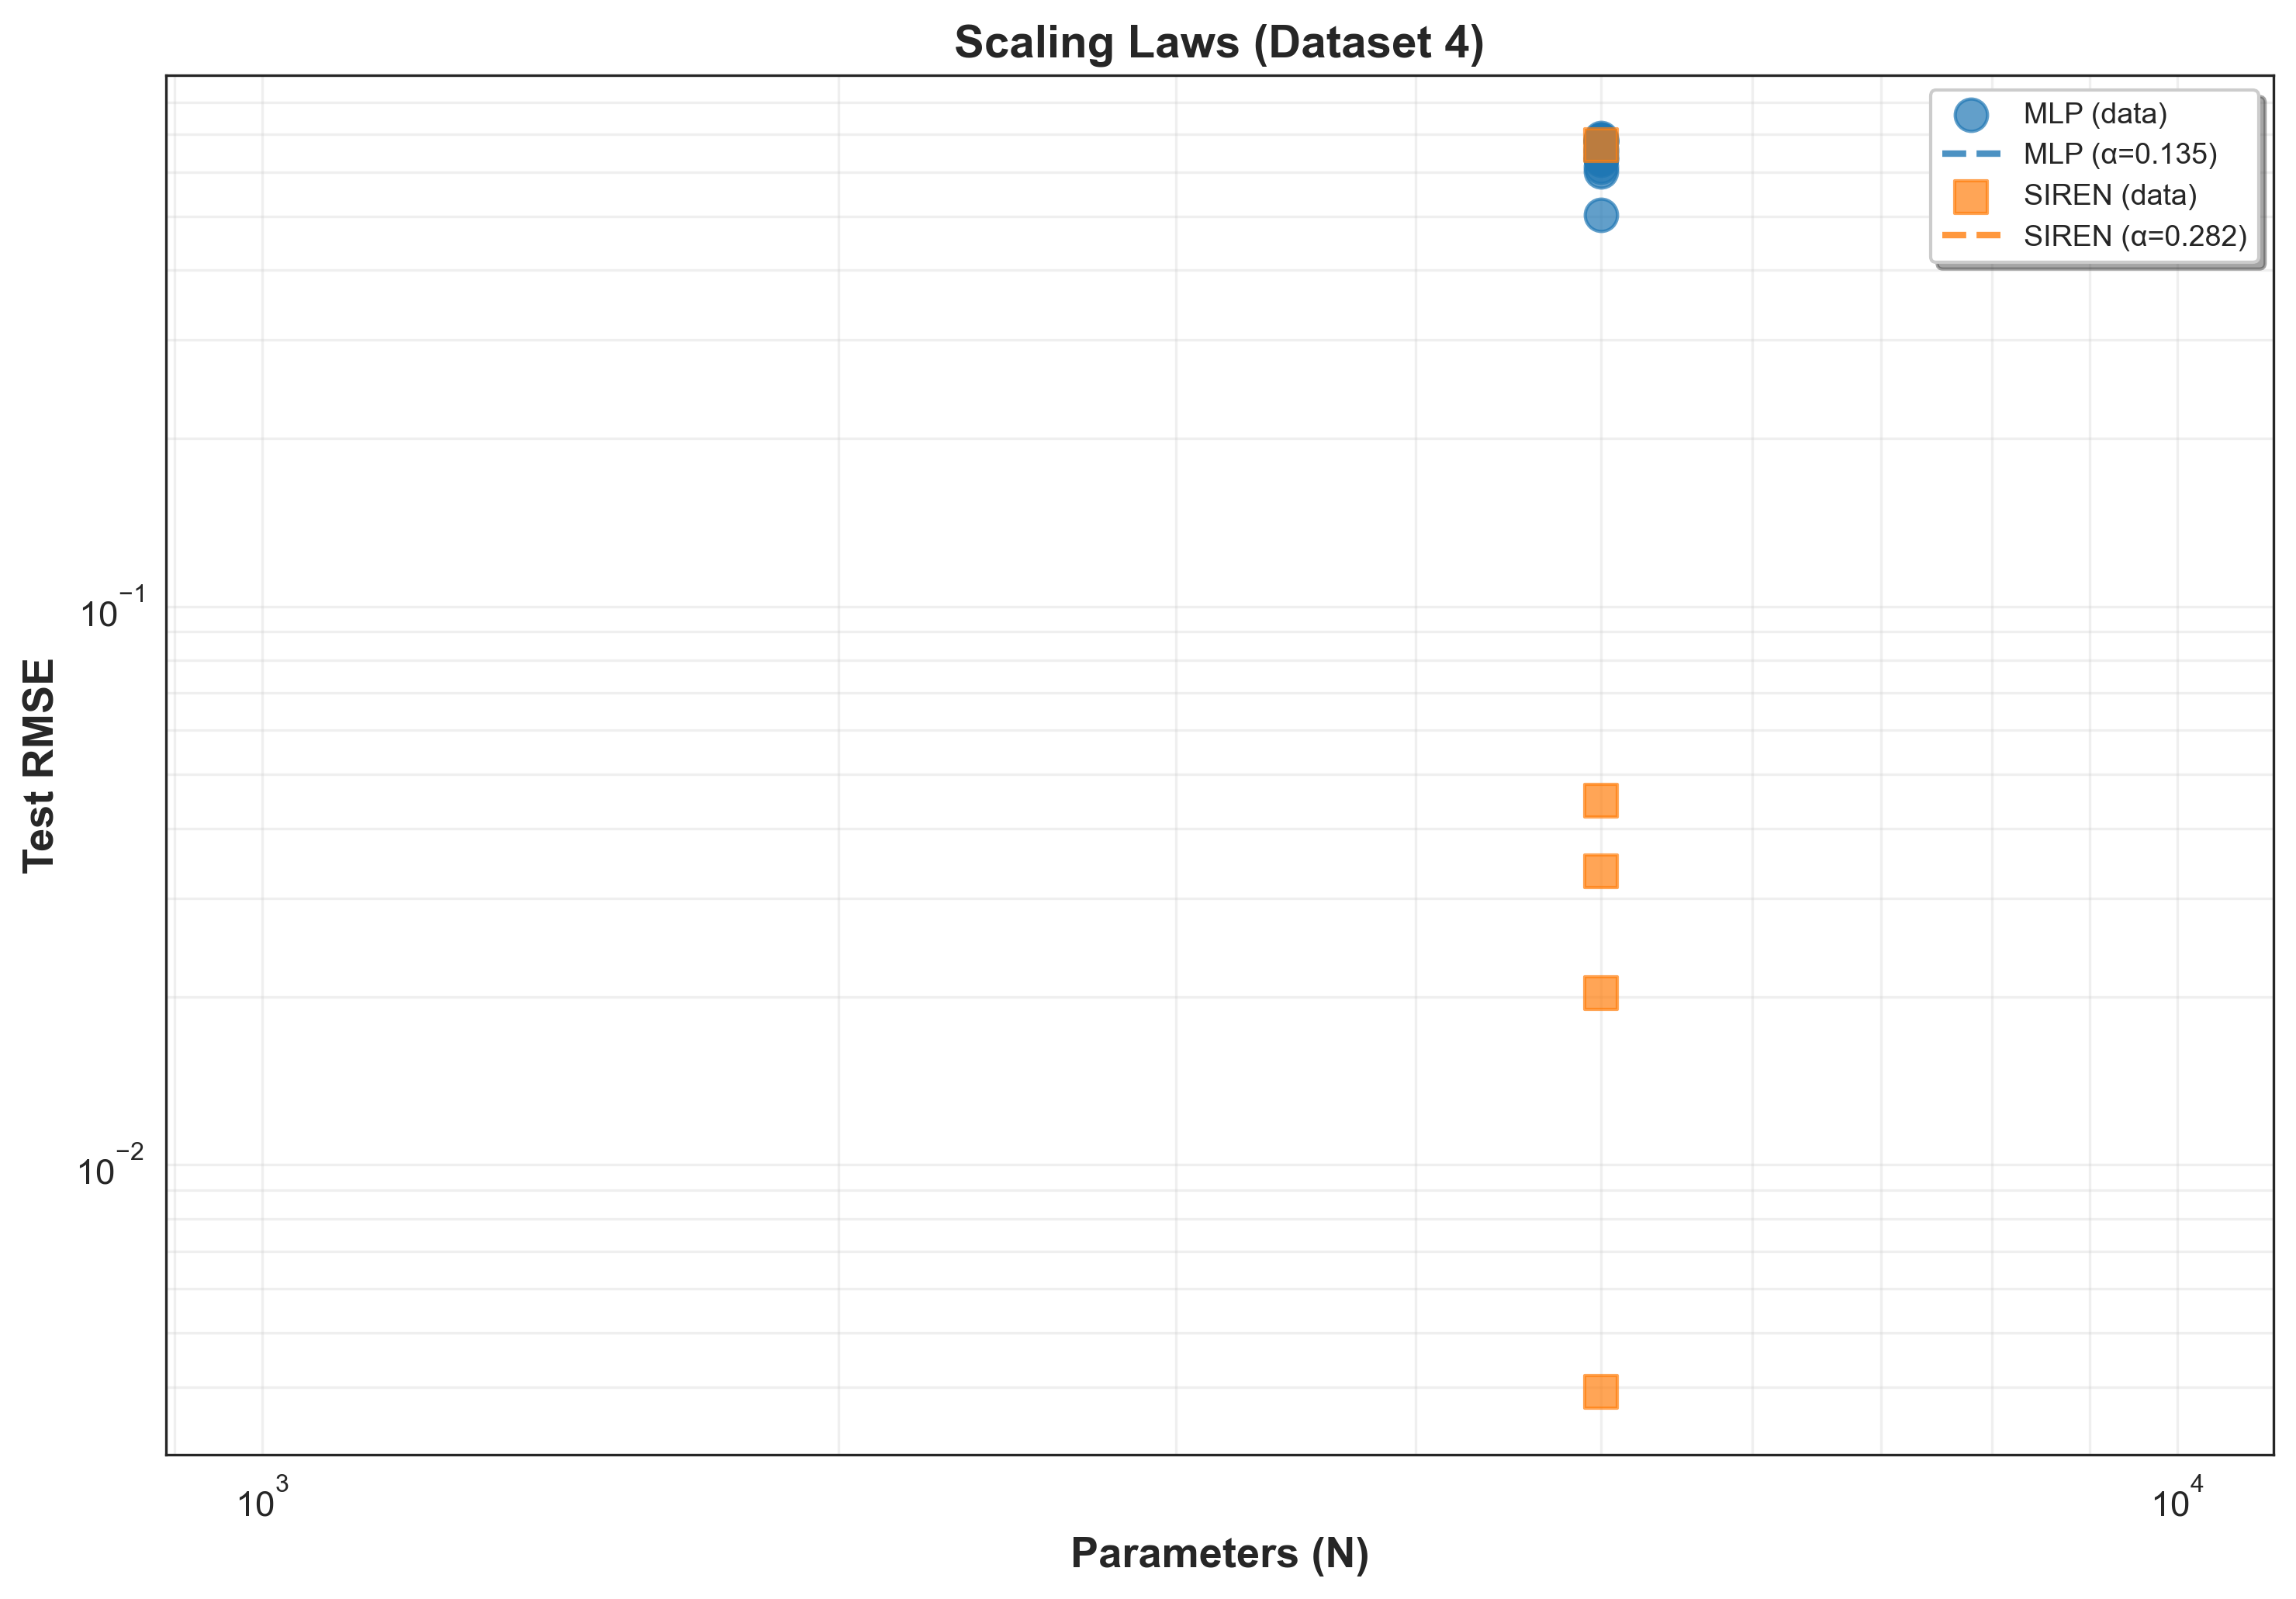 Scaling Laws (Dataset 4)
MLP (data)
MLP (α=0.135)
SIREN (data)
SIREN (α=0.282)
Test RMSE
10⁻¹
10⁻²
10³
10⁴
Parameters (N)